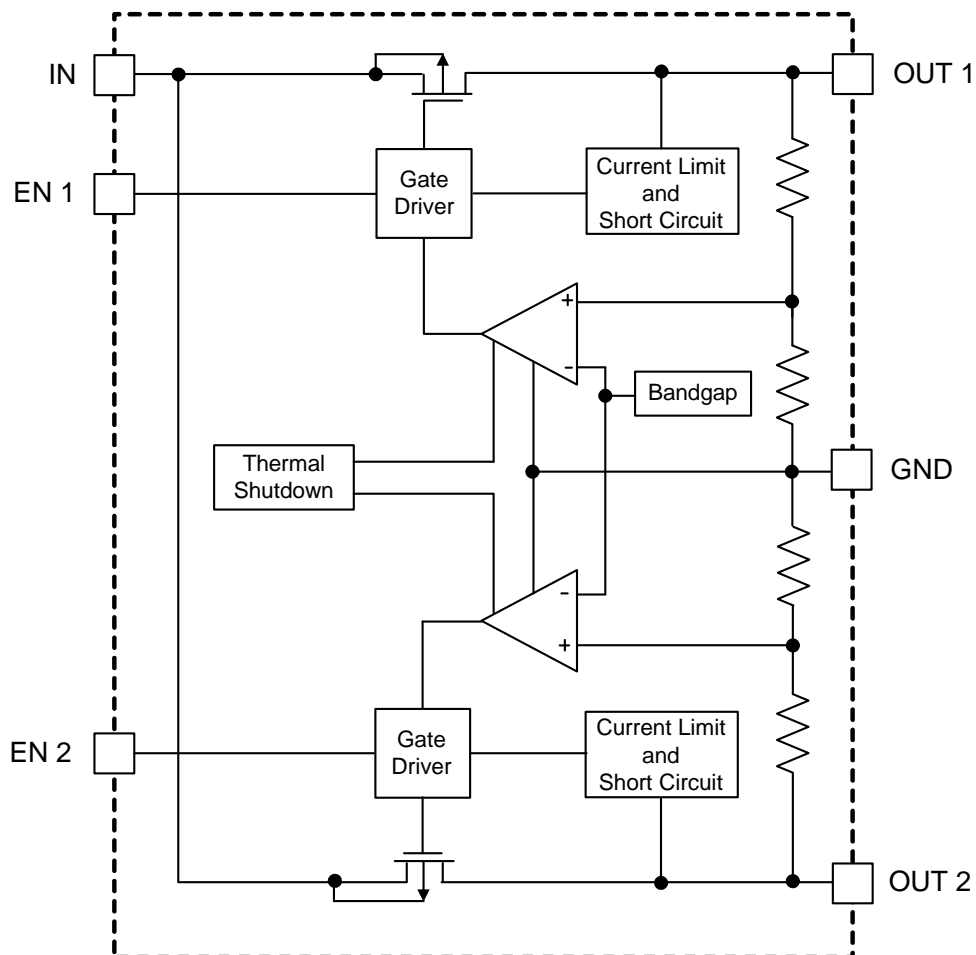 IN
OUT 1
Gate
Driver
Current Limit
and
Short Circuit
EN 1
+
-
Bandgap
Thermal
Shutdown
GND
-
+
EN 2
Gate
Driver
Current Limit
and
Short Circuit
OUT 2